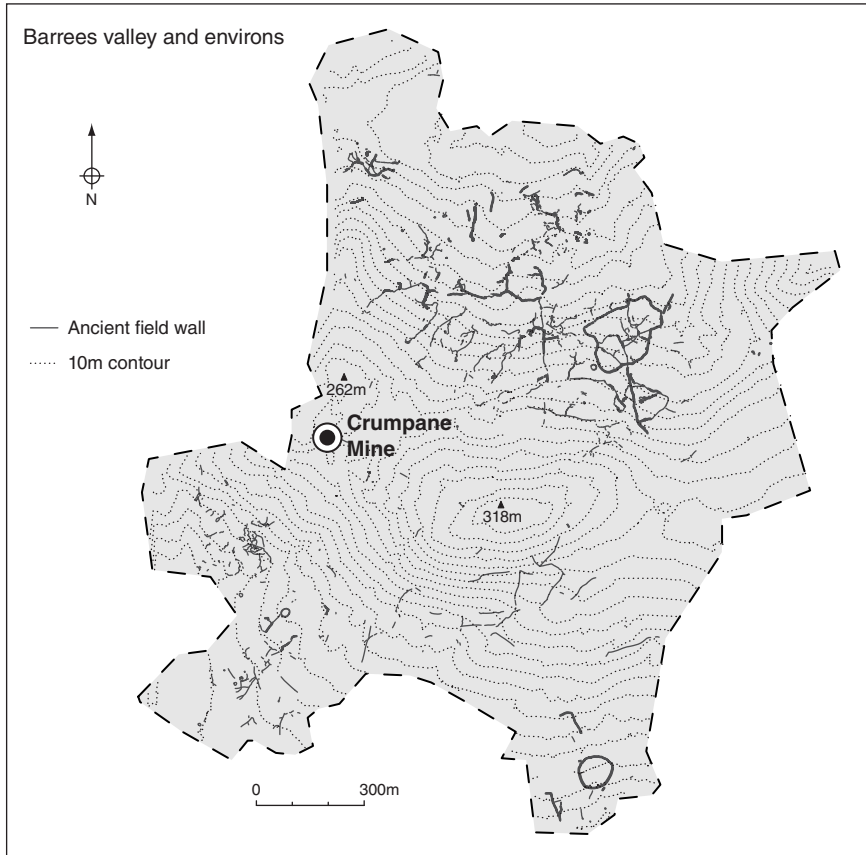 Barrees valley and environs
N
Ancient field wall
10m contour
262m
Crumpane
Mine
318m
0 300m